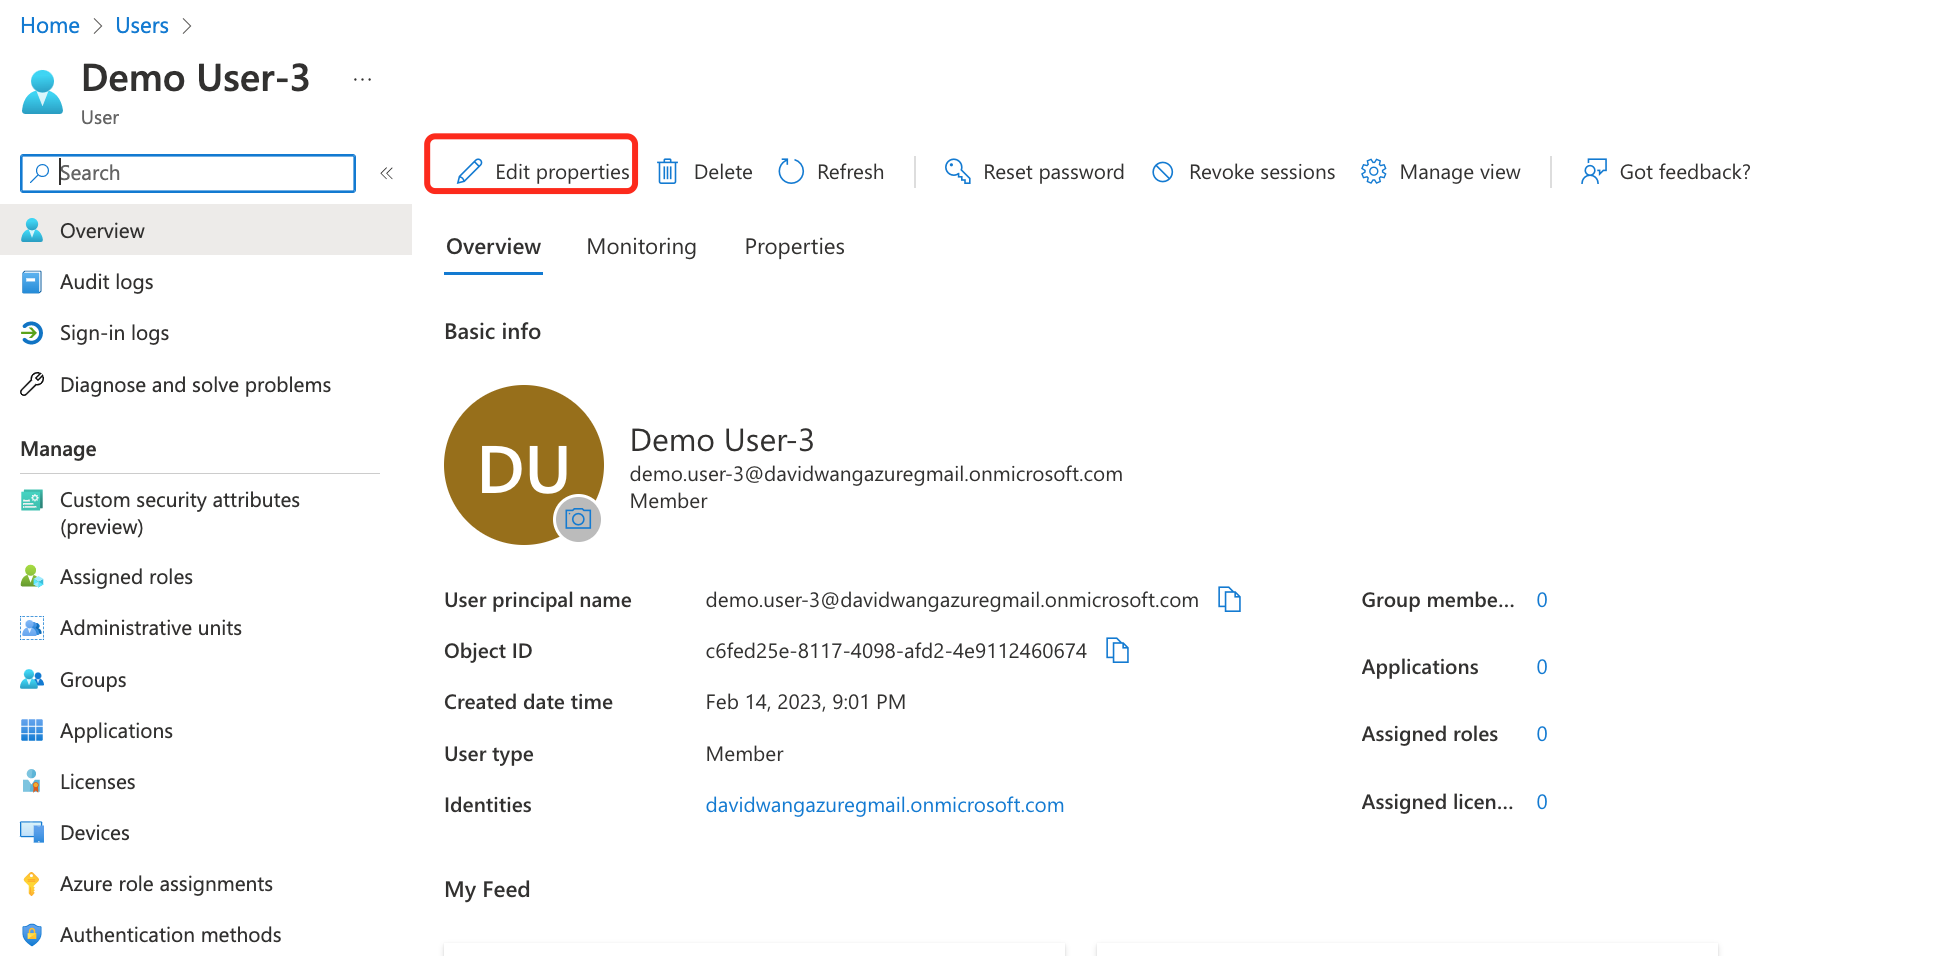 Home > Users >
Demo User-3 ...
User
Search
«
Edit properties
Delete
Refresh
Reset password
Revoke sessions
Manage view
Got feedback?
Overview
Audit logs
Sign-in logs
Diagnose and solve problems
Manage
Custom security attributes
(preview)
Assigned roles
Administrative units
Groups
Applications
Licenses
Devices
Azure role assignments
Authentication methods
Overview Monitoring Properties
Basic info
DU
Demo User-3
demo.user-3@davidwangazuregmail.onmicrosoft.com
Member
User principal name demo.user-3@davidwangazuregmail.onmicrosoft.com
Object ID c6fed25e-8117-4098-afd2-4e9112460674
Created date time Feb 14, 2023, 9:01 PM
User type Member
Identities davidwangazuregmail.onmicrosoft.com
Group membe... 0
Applications 0
Assigned roles 0
Assigned licen... 0
My Feed